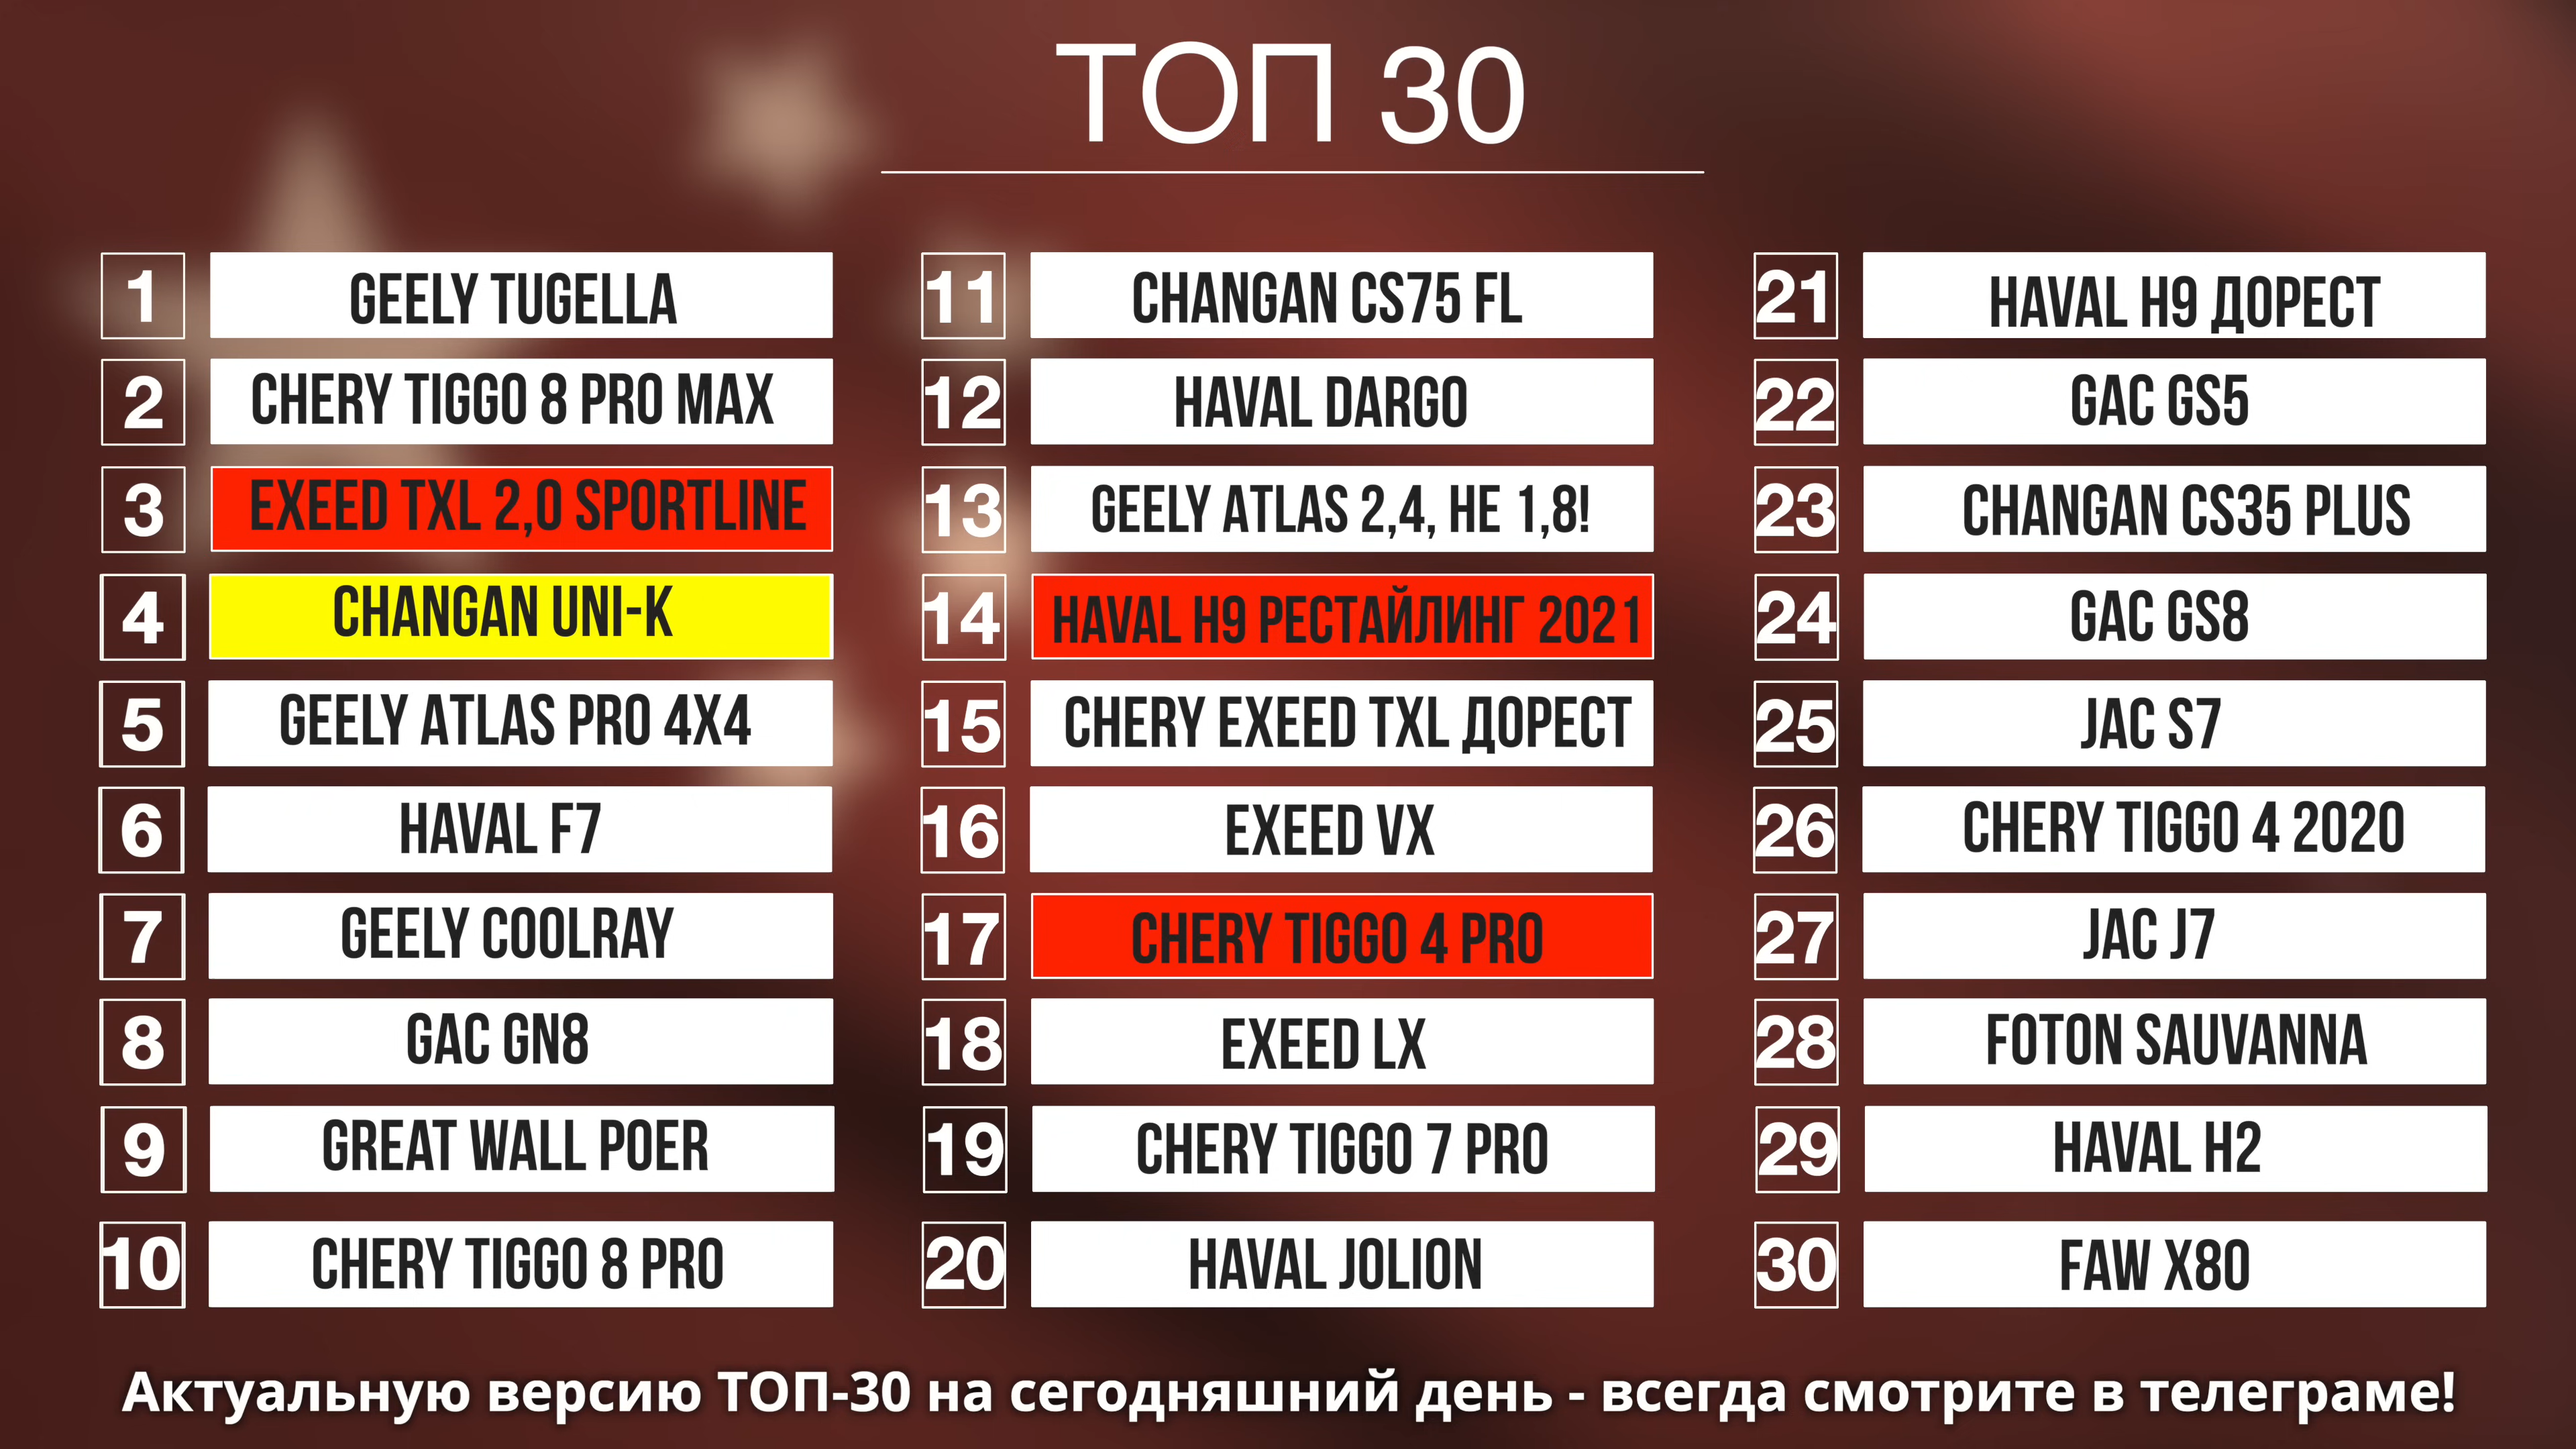 ТОП 30
1 GEELY TUGELLA
2 CHERY TIGGO 8 PRO MAX
3 EXEED TXL 2,0 SPORTLINE
4 CHANGAN UNI-K
5 GEELY ATLAS PRO 4X4
6 HAVAL F7
7 GEELY COOLRAY
8 GAC GN8
9 GREAT WALL POER
10 CHERY TIGGO 8 PRO
11 CHANGAN CS75 FL
12 HAVAL DARGO
13 GEELY ATLAS 2,4, НЕ 1,8!
14 HAVAL H9 РЕСТАЙЛИНГ 2021
15 CHERY EXEED TXL ДОРЕСТ
16 EXEED VX
17 CHERY TIGGO 4 PRO
18 EXEED LX
19 CHERY TIGGO 7 PRO
20 HAVAL JOLION
21 HAVAL H9 ДОРЕСТ
22 GAC GS5
23 CHANGAN CS35 PLUS
24 GAC GS8
25 JAC S7
26 CHERY TIGGO 4 2020
27 JAC J7
28 FOTON SAUVANNA
29 HAVAL H2
30 FAW X80
Актуальную версию ТОП-30 на сегодняшний день - всегда смотрите в телеграме!